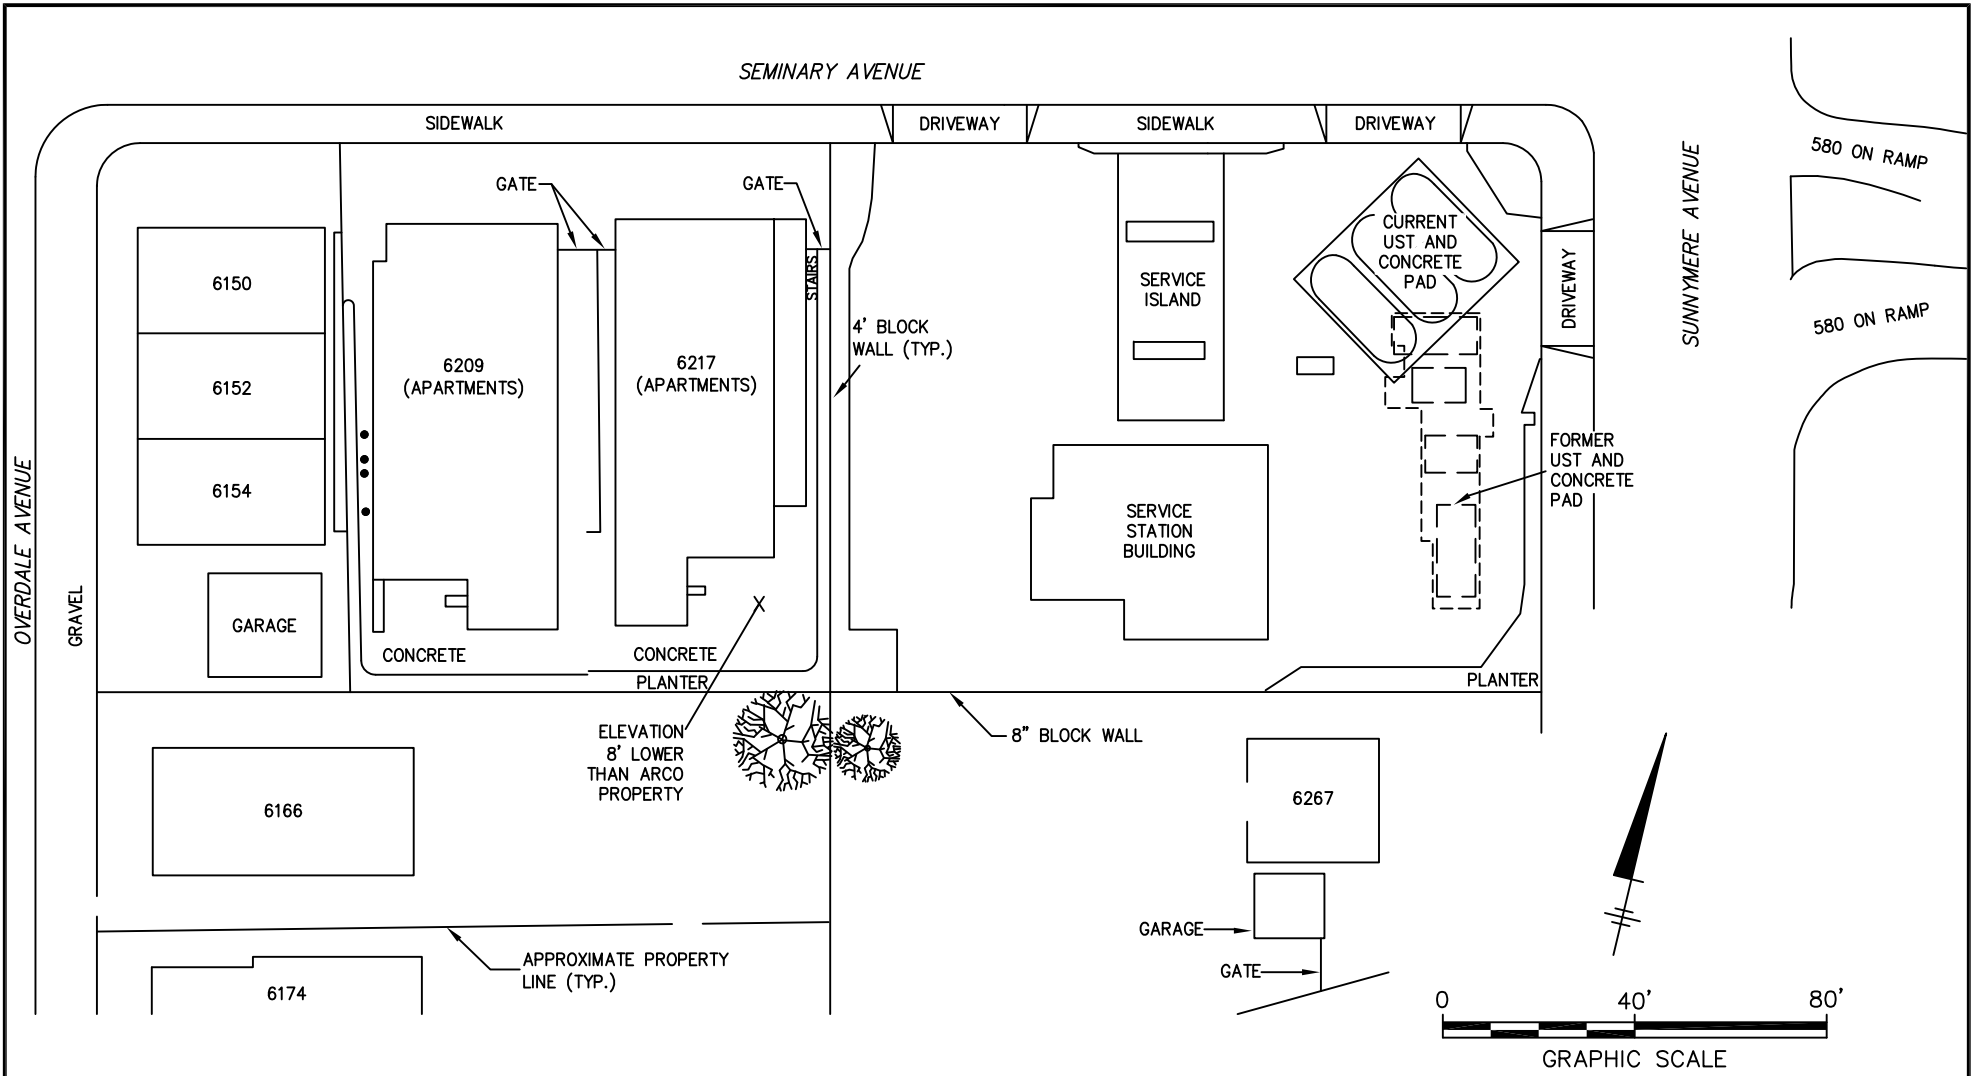 SEMINARY AVENUE
SIDEWALK
DRIVEWAY
SIDEWALK
DRIVEWAY
580 ON RAMP
GATE
GATE
SUNNYMERE AVENUE
CURRENT
UST AND
CONCRETE
PAD
STAIRS
6150
SERVICE
ISLAND
DRIVEWAY
580 ON RAMP
4' BLOCK
WALL (TYP.)
6209
(APARTMENTS)
6217
(APARTMENTS)
6152
FORMER
UST AND
CONCRETE
PAD
6154
SERVICE
STATION
BUILDING
OVERDALE AVENUE
GRAVEL
GARAGE
CONCRETE
CONCRETE
PLANTER
PLANTER
ELEVATION
8' LOWER
THAN ARCO
PROPERTY
8" BLOCK WALL
6166
6267
GARAGE
APPROXIMATE PROPERTY
LINE (TYP.)
GATE
6174
0 40' 80'
GRAPHIC SCALE